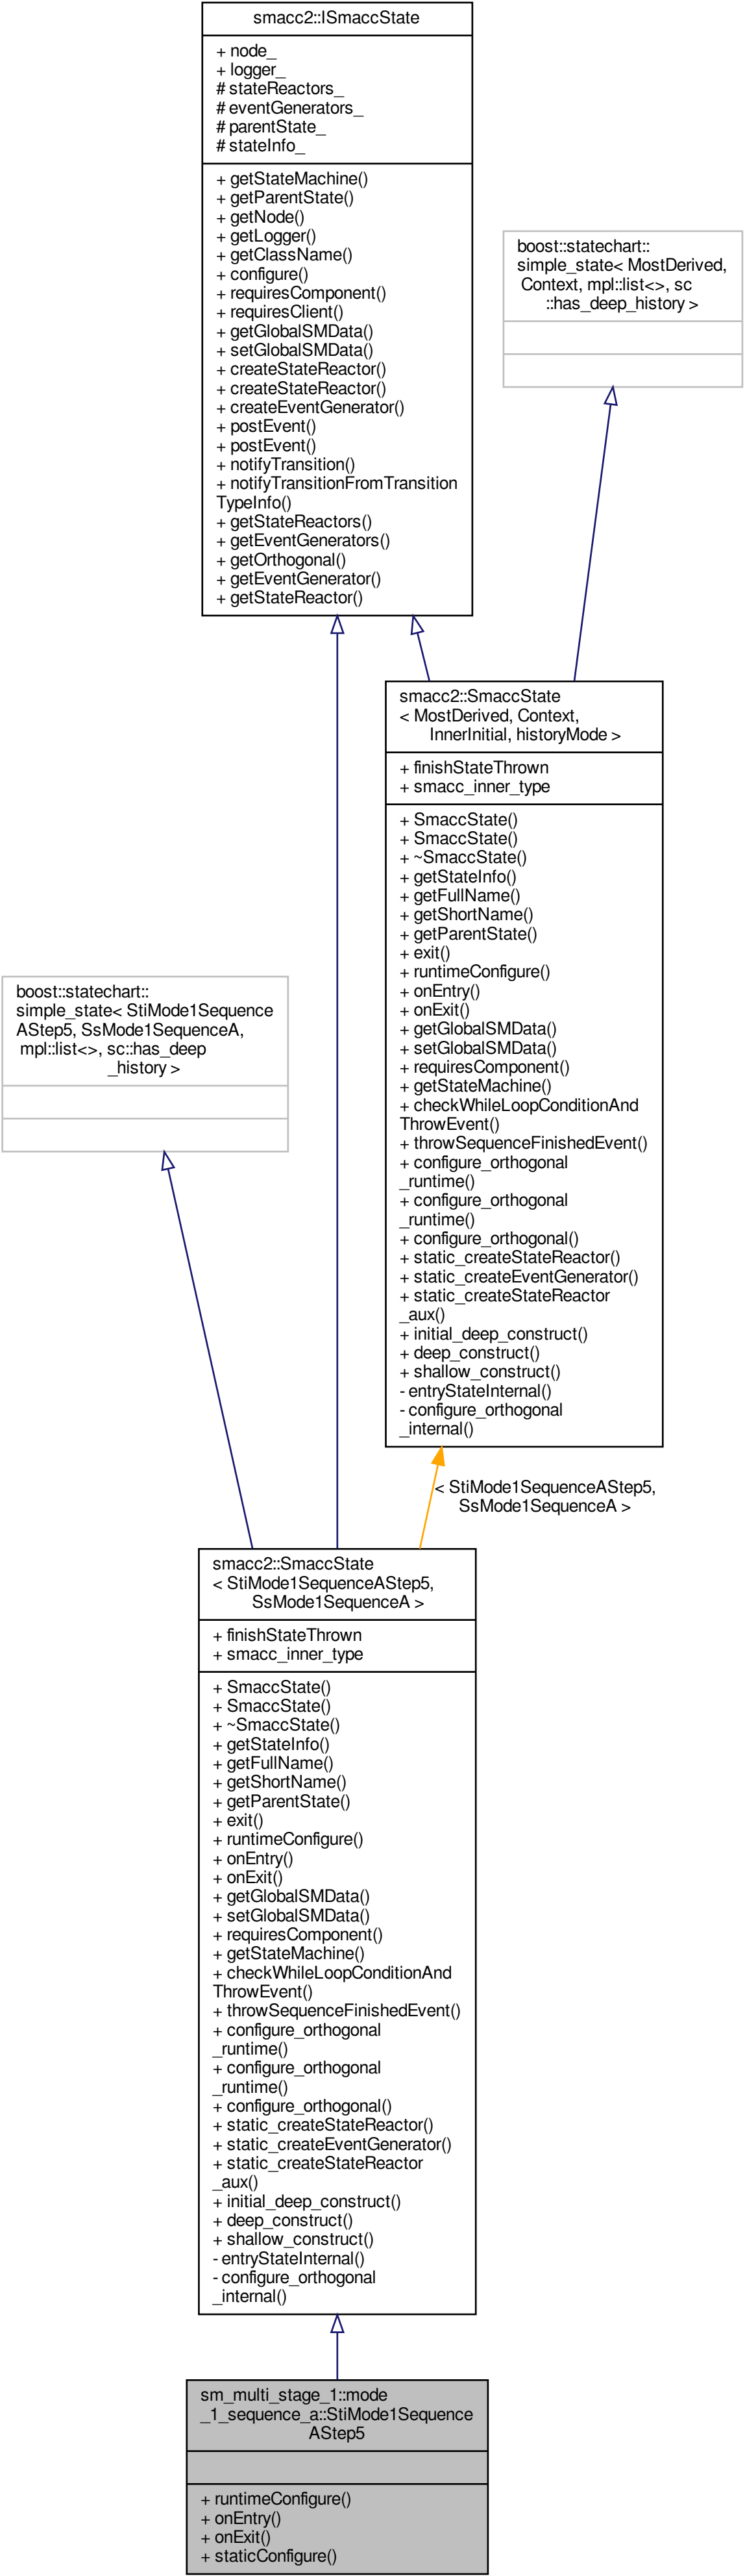 smacc2::ISmaccState
+ node_
+ logger_
# stateReactors_
# eventGenerators_
# parentState_
# stateInfo_
+ getStateMachine()
+ getParentState()
+ getNode()
+ getLogger()
+ getClassName()
+ configure()
+ requiresComponent()
+ requiresClient()
+ getGlobalSMData()
+ setGlobalSMData()
+ createStateReactor()
+ createStateReactor()
+ createEventGenerator()
+ postEvent()
+ postEvent()
+ notifyTransition()
+ notifyTransitionFromTransition
TypeInfo()
+ getStateReactors()
+ getEventGenerators()
+ getOrthogonal()
+ getEventGenerator()
+ getStateReactor()
boost::statechart::
simple_state< MostDerived,
Context, mpl::list<>, sc
::has_deep_history >
smacc2::SmaccState
< MostDerived, Context,
InnerInitial, historyMode >
+ finishStateThrown
+ smacc_inner_type
+ SmaccState()
+ SmaccState()
+ ~SmaccState()
+ getStateInfo()
+ getFullName()
+ getShortName()
+ getParentState()
+ exit()
+ runtimeConfigure()
+ onEntry()
+ onExit()
+ getGlobalSMData()
+ setGlobalSMData()
+ requiresComponent()
+ getStateMachine()
+ checkWhileLoopConditionAnd
ThrowEvent()
+ throwSequenceFinishedEvent()
+ configure_orthogonal
_runtime()
+ configure_orthogonal
_runtime()
+ configure_orthogonal()
+ static_createStateReactor()
+ static_createEventGenerator()
+ static_createStateReactor
_aux()
+ initial_deep_construct()
+ deep_construct()
+ shallow_construct()
- entryStateInternal()
- configure_orthogonal
_internal()
boost::statechart::
simple_state< StiMode1Sequence
AStep5, SsMode1SequenceA,
mpl::list<>, sc::has_deep
_history >
< StiMode1SequenceAStep5,
SsMode1SequenceA >
smacc2::SmaccState
< StiMode1SequenceAStep5,
SsMode1SequenceA >
+ finishStateThrown
+ smacc_inner_type
+ SmaccState()
+ SmaccState()
+ ~SmaccState()
+ getStateInfo()
+ getFullName()
+ getShortName()
+ getParentState()
+ exit()
+ runtimeConfigure()
+ onEntry()
+ onExit()
+ getGlobalSMData()
+ setGlobalSMData()
+ requiresComponent()
+ getStateMachine()
+ checkWhileLoopConditionAnd
ThrowEvent()
+ throwSequenceFinishedEvent()
+ configure_orthogonal
_runtime()
+ configure_orthogonal
_runtime()
+ configure_orthogonal()
+ static_createStateReactor()
+ static_createEventGenerator()
+ static_createStateReactor
_aux()
+ initial_deep_construct()
+ deep_construct()
+ shallow_construct()
- entryStateInternal()
- configure_orthogonal
_internal()
sm_multi_stage_1::mode
_1_sequence_a::StiMode1Sequence
AStep5
+ runtimeConfigure()
+ onEntry()
+ onExit()
+ staticConfigure()